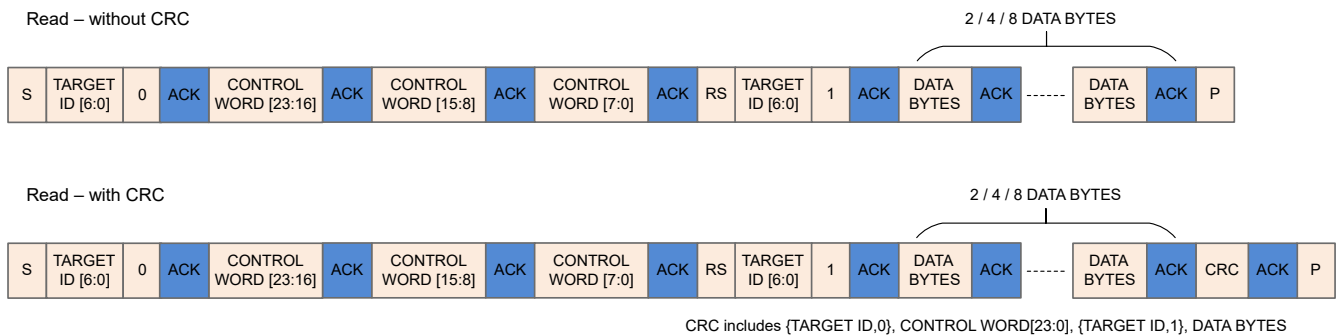 Read – without CRC
2 / 4 / 8 DATA BYTES
S TARGET ID [6:0] 0 ACK CONTROL WORD [23:16] ACK CONTROL WORD [15:8] ACK CONTROL WORD [7:0] ACK RS TARGET ID [6:0] 1 ACK DATA BYTES ACK ------ DATA BYTES ACK P
Read – with CRC
2 / 4 / 8 DATA BYTES
S TARGET ID [6:0] 0 ACK CONTROL WORD [23:16] ACK CONTROL WORD [15:8] ACK CONTROL WORD [7:0] ACK RS TARGET ID [6:0] 1 ACK DATA BYTES ACK ------ DATA BYTES ACK CRC ACK P
CRC includes {TARGET ID,0}, CONTROL WORD[23:0], {TARGET ID,1}, DATA BYTES